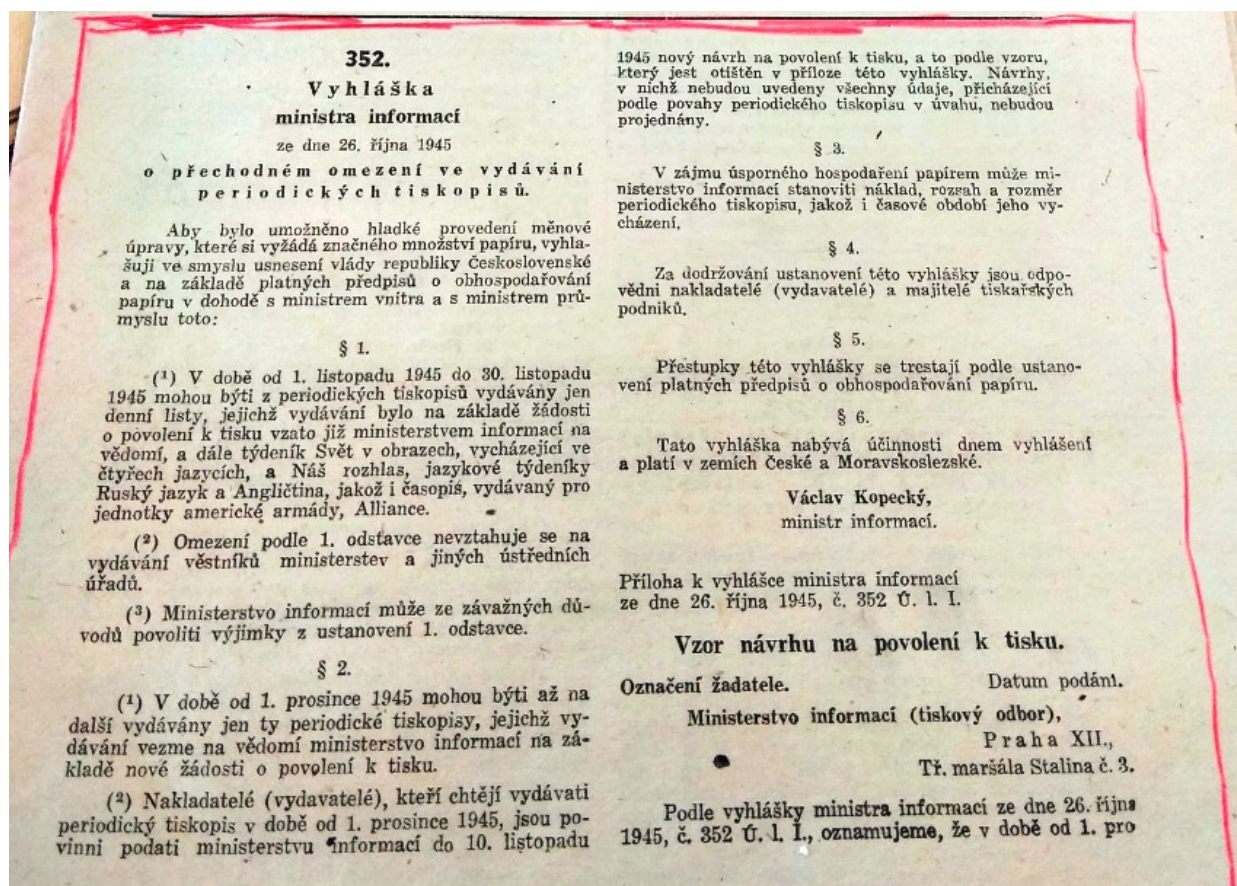 352.
Vyhláška
ministra informací
ze dne 26. října 1945
o přechodném omezení ve vydávání
periodických tiskopisů.
Aby bylo umožněno hladké provedení měnové
úpravy, které si vyžádá značného množství papíru, vyhla-
šuji ve smyslu usnesení vlády republiky Československé
a na základě platných předpisů o obhospodařování
papíru v dohodě s ministrem vnitra a s ministrem prů-
myslu toto:
§ 1.
(¹) V době od 1. listopadu 1945 do 30. listopadu
1945 mohou býti z periodických tiskopisů vydávány jen
denní listy, jejichž vydávání bylo na základě žádosti
o povolení k tisku vzato již ministerstvem informací na
vědomí, a dále týdeník Svět v obrazech, vycházející ve
čtyřech jazycích, a Náš rozhlas, jazykové týdeníky
Ruský jazyk a Angličtina, jakož i časopis, vydávaný pro
jednotky americké armády, Alliance.
(²) Omezení podle 1. odstavce nevztahuje se na
vydávání věstníků ministerstev a jiných ústředních
úřadů.
(³) Ministerstvo informací může ze závažných dů-
vodů povoliti výjimky z ustanovení 1. odstavce.
§ 2.
(¹) V době od 1. prosince 1945 mohou býti až na
další vydávány jen ty periodické tiskopisy, jejichž vy-
dávání vezme na vědomí ministerstvo informací na zá-
kladě nové žádosti o povolení k tisku.
(²) Nakladatelé (vydavatelé), kteří chtějí vydávati
periodický tiskopis v době od 1. prosince 1945, jsou po-
vinni podati ministerstvu informací do 10. listopadu
1945 nový návrh na povolení k tisku, a to podle vzoru,
který jest otištěn v příloze této vyhlášky. Návrhy,
v nichž nebudou uvedeny všechny údaje, přicházející
podle povahy periodického tiskopisu v úvahu, nebudou
projednány.
§ 3.
V zájmu úsporného hospodaření papírem může mi-
nisterstvo informací stanoviti náklad, rozsah a rozměr
periodického tiskopisu, jakož i časové období jeho vy-
cházení.
§ 4.
Za dodržování ustanovení této vyhlášky jsou odpo-
vědni nakladatelé (vydavatelé) a majitelé tiskařských
podniků.
§ 5.
Přestupky této vyhlášky se trestají podle ustano-
vení platných předpisů o obhospodařování papíru.
§ 6.
Tato vyhláška nabývá účinnosti dnem vyhlášení
a platí v zemích České a Moravskoslezské.
Václav Kopecký,
ministr informací.
Příloha k vyhlášce ministra informací
ze dne 26. října 1945, č. 352 Ú. l. I.
Vzor návrhu na povolení k tisku.
Označení žadatele. Datum podání.
Ministerstvo informací (tiskový odbor),
Praha XII.,
Tř. maršála Stalina č. 3.
Podle vyhlášky ministra informací ze dne 26. října
1945, č. 352 Ú. l. I., oznamujeme, že v době od 1. pro